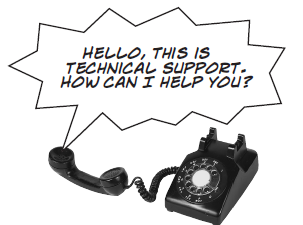 HELLO, THIS IS
TECHNICAL SUPPORT.
HOW CAN I HELP YOU?